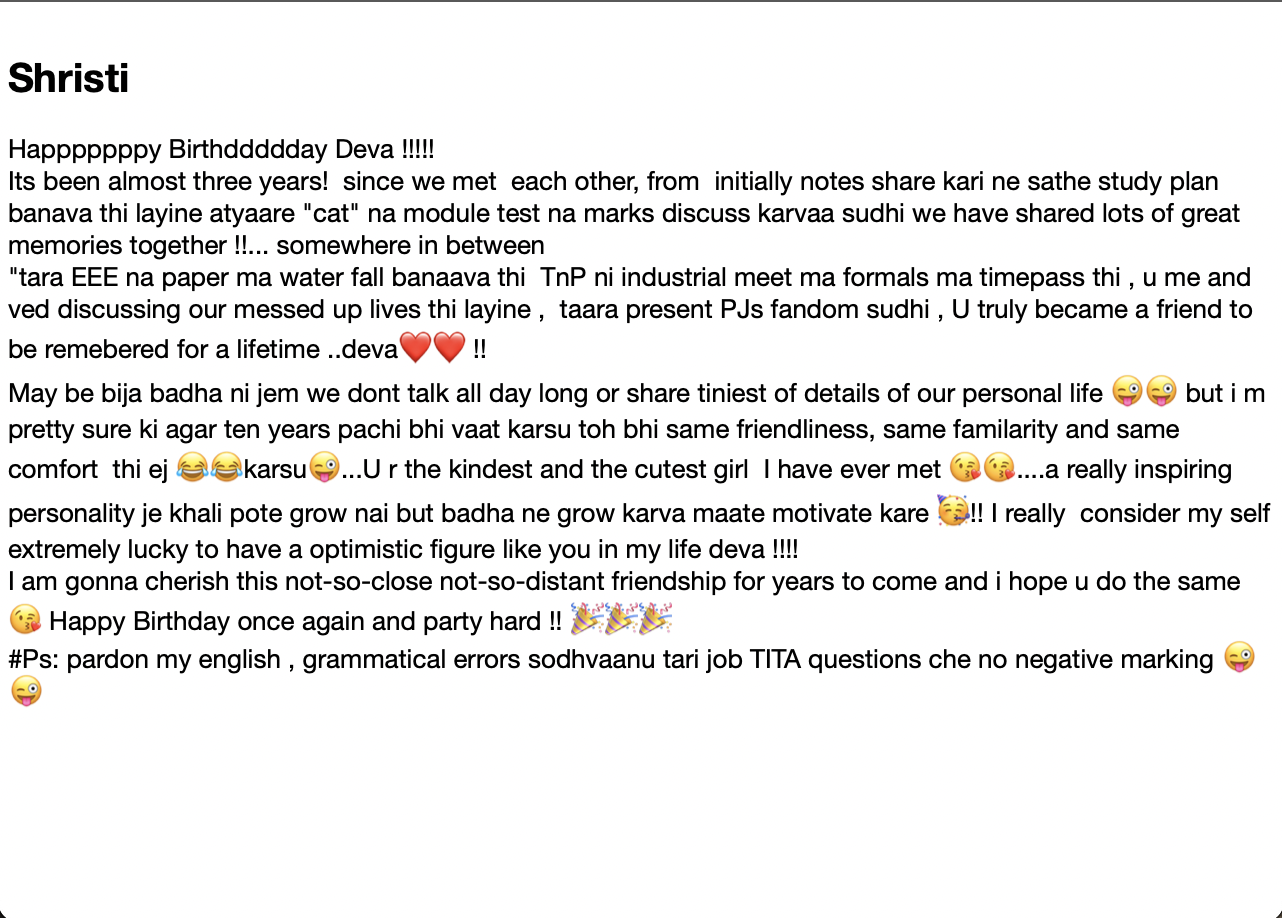 Shristi
Happpppppy Birthddddday Deva !!!!!
Its been almost three years!  since we met  each other, from  initially notes share kari ne sathe study plan
banava thi layine atyaare "cat" na module test na marks discuss karvaa sudhi we have shared lots of great
memories together !!... somewhere in between
"tara EEE na paper ma water fall banaava thi  TnP ni industrial meet ma formals ma timepass thi , u me and
ved discussing our messed up lives thi layine ,  taara present PJs fandom sudhi , U truly became a friend to
be remebered for a lifetime ..deva❤️❤️ !!
May be bija badha ni jem we dont talk all day long or share tiniest of details of our personal life 😜😜 but i m
pretty sure ki agar ten years pachi bhi vaat karsu toh bhi same friendliness, same familarity and same
comfort  thi ej 😂😂karsu😜...U r the kindest and the cutest girl  I have ever met 😘😘....a really inspiring
personality je khali pote grow nai but badha ne grow karva maate motivate kare 🥳!! I really  consider my self
extremely lucky to have a optimistic figure like you in my life deva !!!!
I am gonna cherish this not-so-close not-so-distant friendship for years to come and i hope u do the same
😘 Happy Birthday once again and party hard !! 🎉🎉🎉
#Ps: pardon my english , grammatical errors sodhvaanu tari job TITA questions che no negative marking 😜
😜